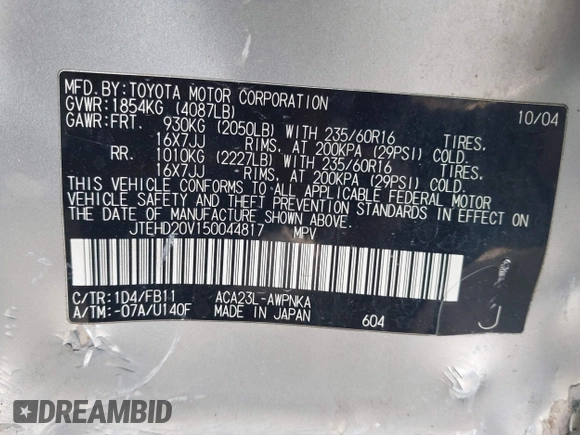 MFD.BY:TOYOTA MOTOR CORPORATION 10/04
GVWR:1854KG (4087LB)
GAWR:FRT. 930KG (2050LB) WITH 235/60R16 TIRES.
16X7JJ RIMS. AT 200KPA (29PSI) COLD.
RR. 1010KG (2227LB) WITH 235/60R16 TIRES.
16X7JJ RIMS. AT 200KPA (29PSI) COLD.
THIS VEHICLE CONFORMS TO ALL APPLICABLE FEDERAL MOTOR
VEHICLE SAFETY AND THEFT PREVENTION STANDARDS IN EFFECT ON
THE DATE OF MANUFACTURE SHOWN ABOVE.
JTEHD20V150044817 MPV
C/TR:1D4/FB11 ACA23L-AWPNKA
A/TM:-07A/U140F MADE IN JAPAN 604
J
DREAMBID